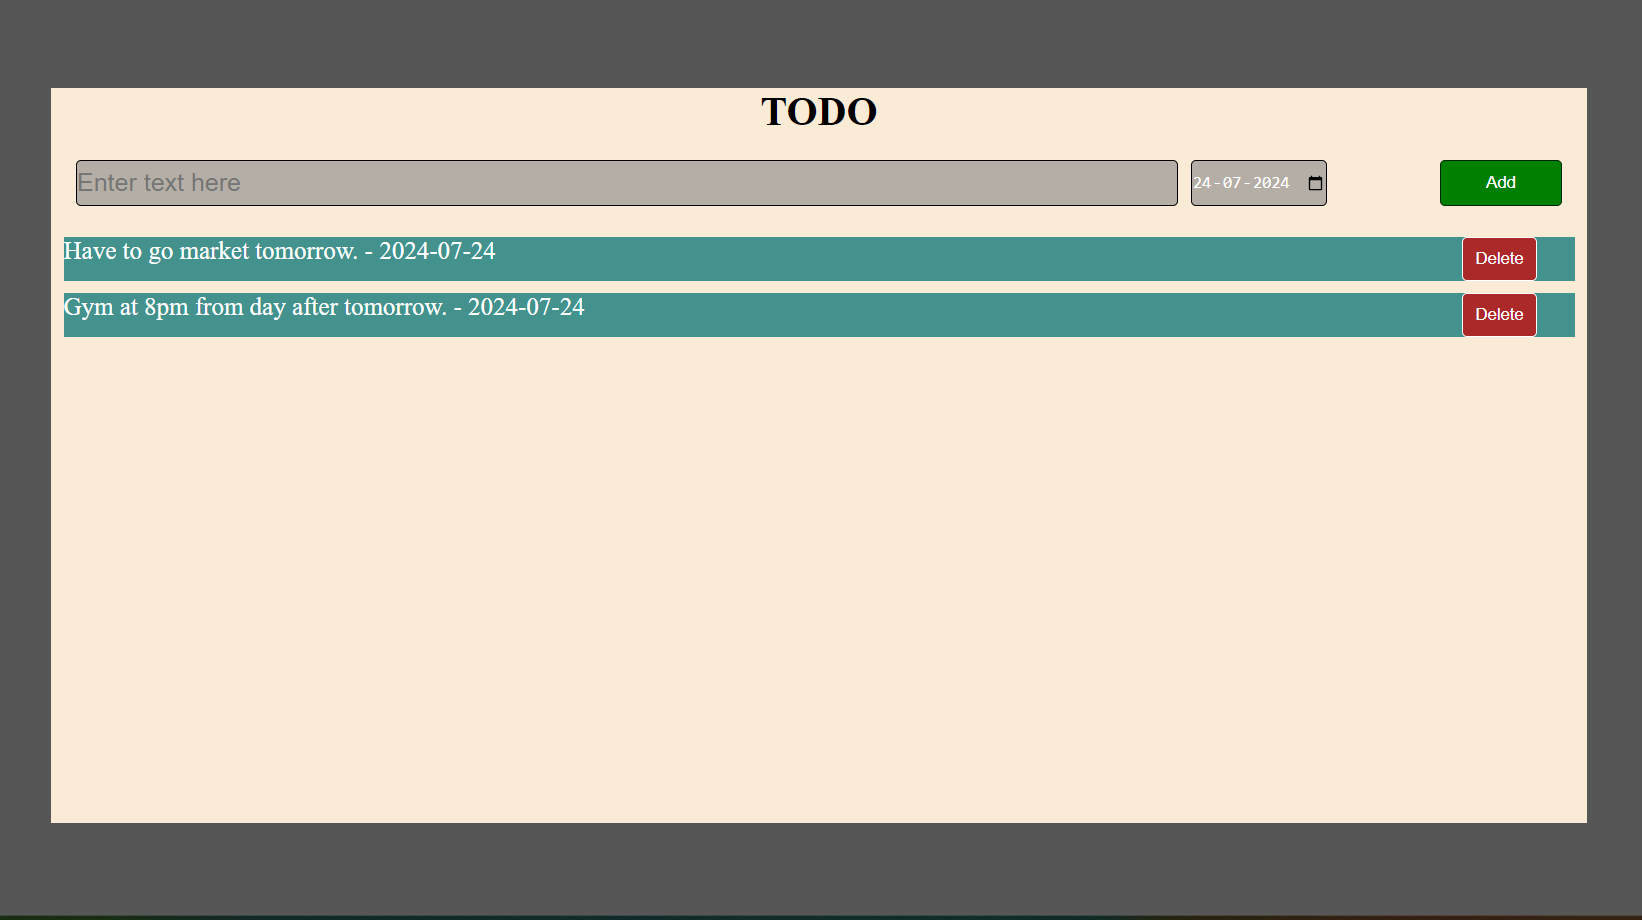 TODO
Enter text here 24-07-2024 Add
Have to go market tomorrow. - 2024-07-24 Delete
Gym at 8pm from day after tomorrow. - 2024-07-24 Delete